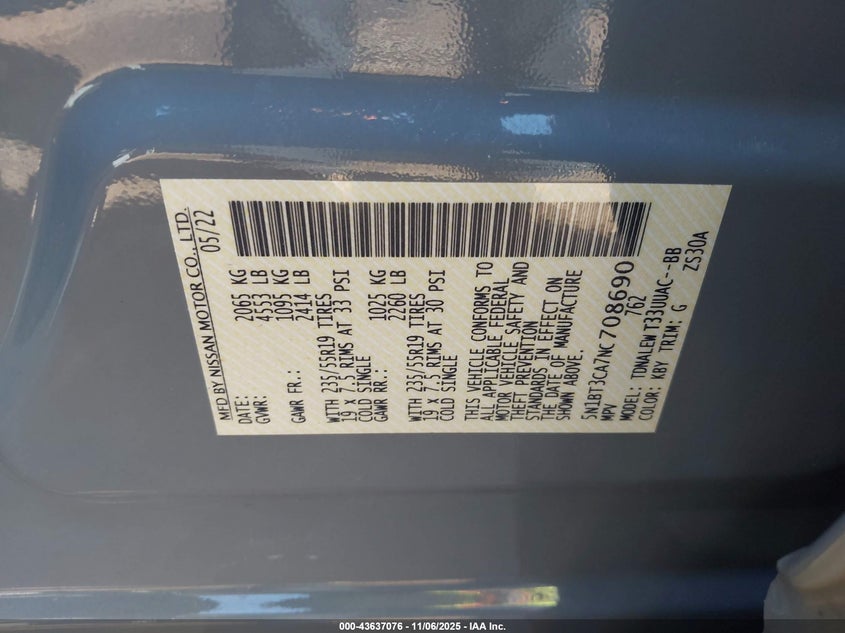 MFD BY NISSAN MOTOR CO., LTD.
DATE: 05/22
GVWR: 2065 KG
4553 LB
GAWR FR.: 1095 KG
2414 LB
WITH 235/55R19 TIRES
19 x 7.5 RIMS AT 33 PSI
COLD SINGLE
GAWR RR.: 1025 KG
2260 LB
WITH 235/55R19 TIRES
19 x 7.5 RIMS AT 30 PSI
COLD SINGLE
THIS VEHICLE CONFORMS TO
ALL APPLICABLE FEDERAL
MOTOR VEHICLE SAFETY AND
THEFT PREVENTION
STANDARDS IN EFFECT ON
THE DATE OF MANUFACTURE
SHOWN ABOVE.
5N1BT3CA7NC708690
MPV 762
MODEL: TDNALEW T33UUAC--BB
COLOR: KBY TRIM: G ZS30A
000-43637076 - 11/06/2025 - IAA Inc.